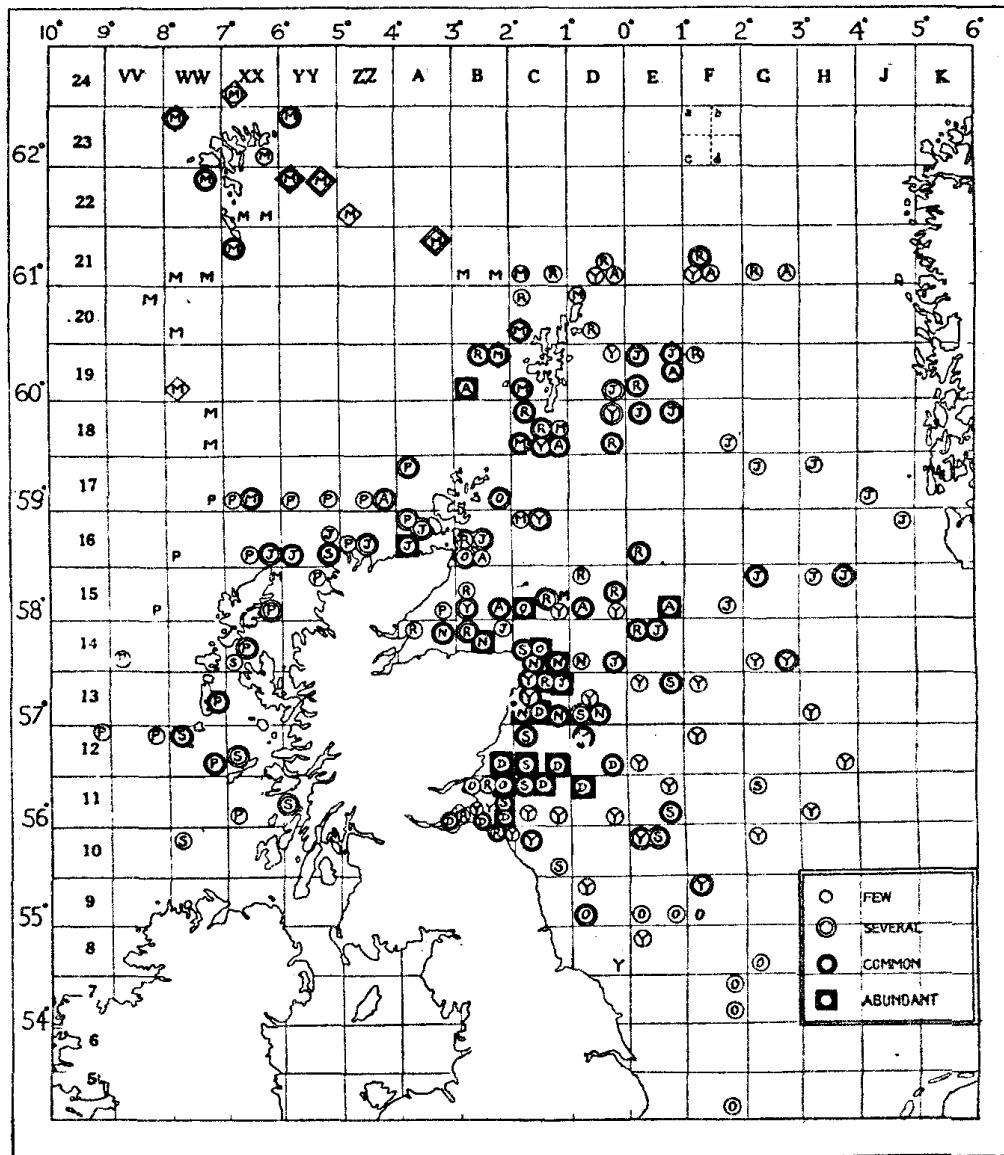 10° 9° 8° 7° 6° 5° 4° 3° 2° 1° 0° 1° 2° 3° 4° 5° 6°
24 VV WW XX YY ZZ A B C D E F G H J K
M
M M
a b
23
62°
M
c d
M M M
22
M M M
M
M R R
21
61° M M M M M R Y A Y A R A
M R M
20
M M R
R M Y J J R
19
A
60° M A M J R
M R Y J J
18
R M
M M Y A R J
P J J
17
59° P P M P P P A O J
P M Y J
J J
16
R J
P P J J S P J J O A R
M P R J J J
15
R R
58° P P P Y A O Y A Y A J
R N R J R J
14
N S O
M S P N N N J Y Y
Y R J Y S Y
13
P Y Y
57° N D N S N Y
P P S S Y
12
S
P D S D D Y Y
O R O S D D Y S
11
S
56° P Y Y Y S Y
D D
S Y Y S Y
10
S
Y Y
9
55° O O O O
8 Y
Y O
7 O
54° O
6
5
O
FEW
SEVERAL
COMMON
ABUNDANT